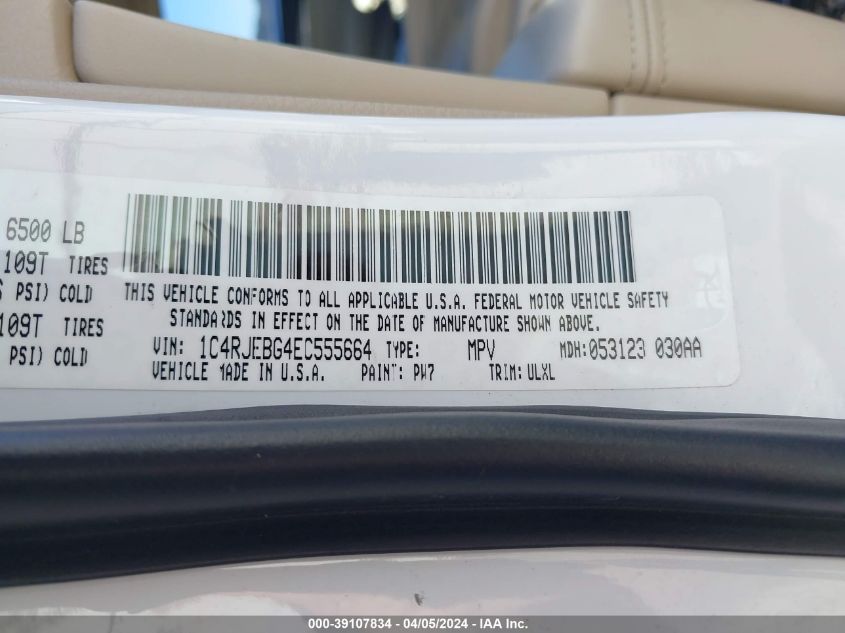 6500 LB
109T TIRES
PSI) COLD
109T TIRES
PSI) COLD
THIS VEHICLE CONFORMS TO ALL APPLICABLE U.S.A. FEDERAL MOTOR VEHICLE SAFETY
STANDARDS IN EFFECT ON THE DATE OF MANUFACTURE SHOWN ABOVE.
VIN: 1C4RJEBG4EC555664 TYPE: MPV MDH:053123 030AA
VEHICLE MADE IN U.S.A. PAINT: PW7 TRIM: ULXL
000-39107834 - 04/05/2024 - IAA Inc.